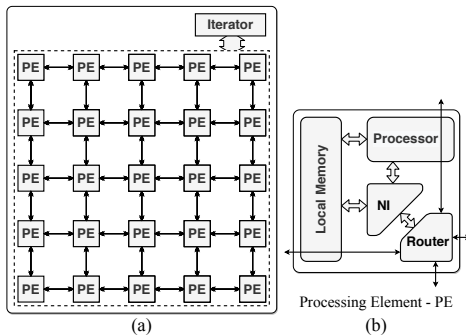 Iterator
PE PE PE PE PE
PE PE PE PE PE
PE PE PE PE PE
PE PE PE PE PE
PE PE PE PE PE
(a)
Local Memory
Processor
NI
Router
Processing Element - PE
(b)